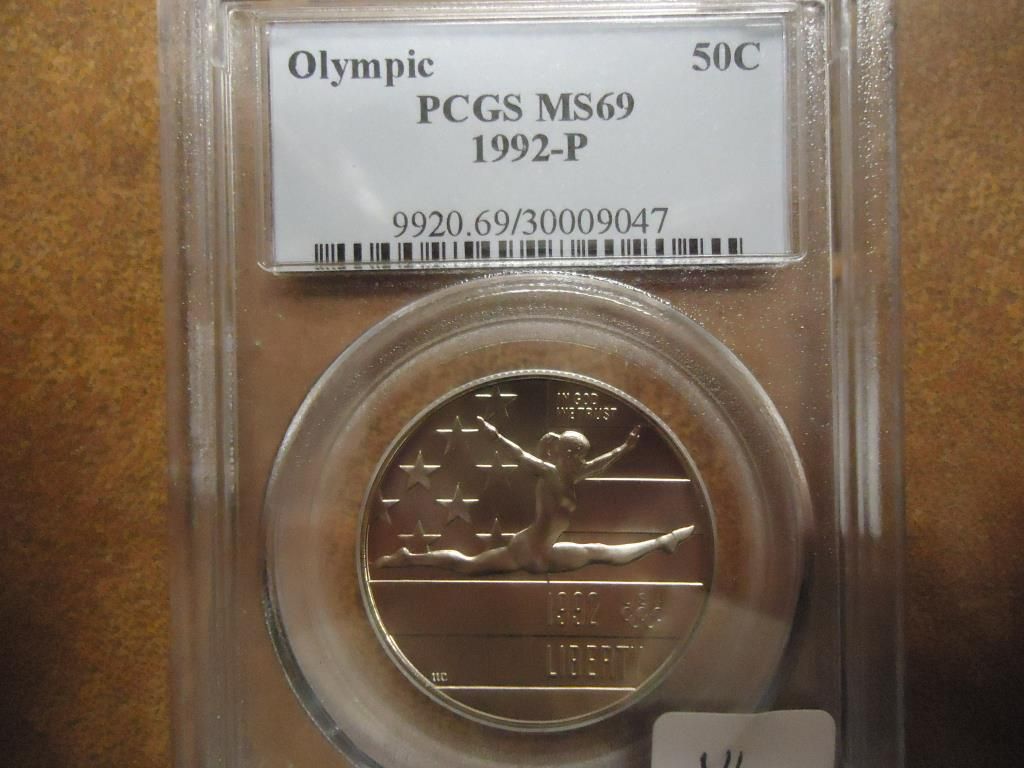 Olympic 50C
PCGS MS69
1992-P
9920.69/30009047
IN GOD
WE TRUST
1992
LIBERTY